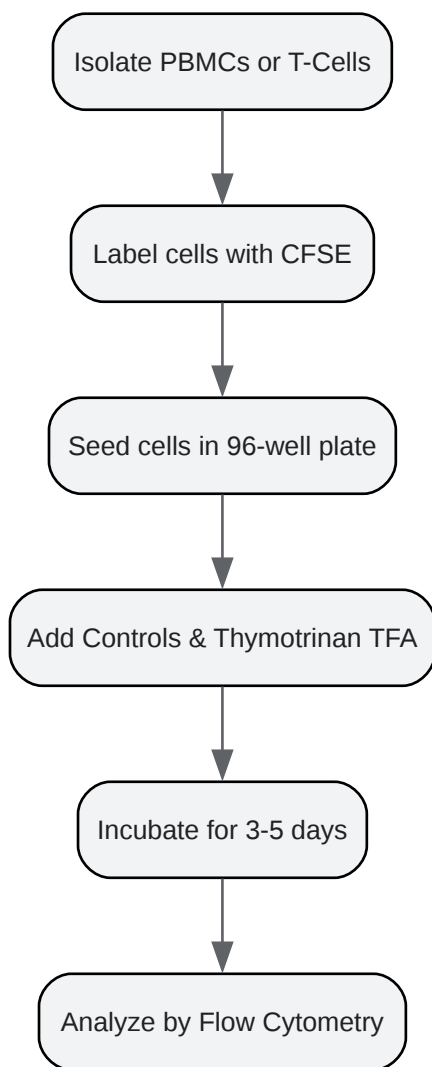 Isolate PBMCs or T-Cells
Label cells with CFSE
Seed cells in 96-well plate
Add Controls & Thymotrinan TFA
Incubate for 3-5 days
Analyze by Flow Cytometry